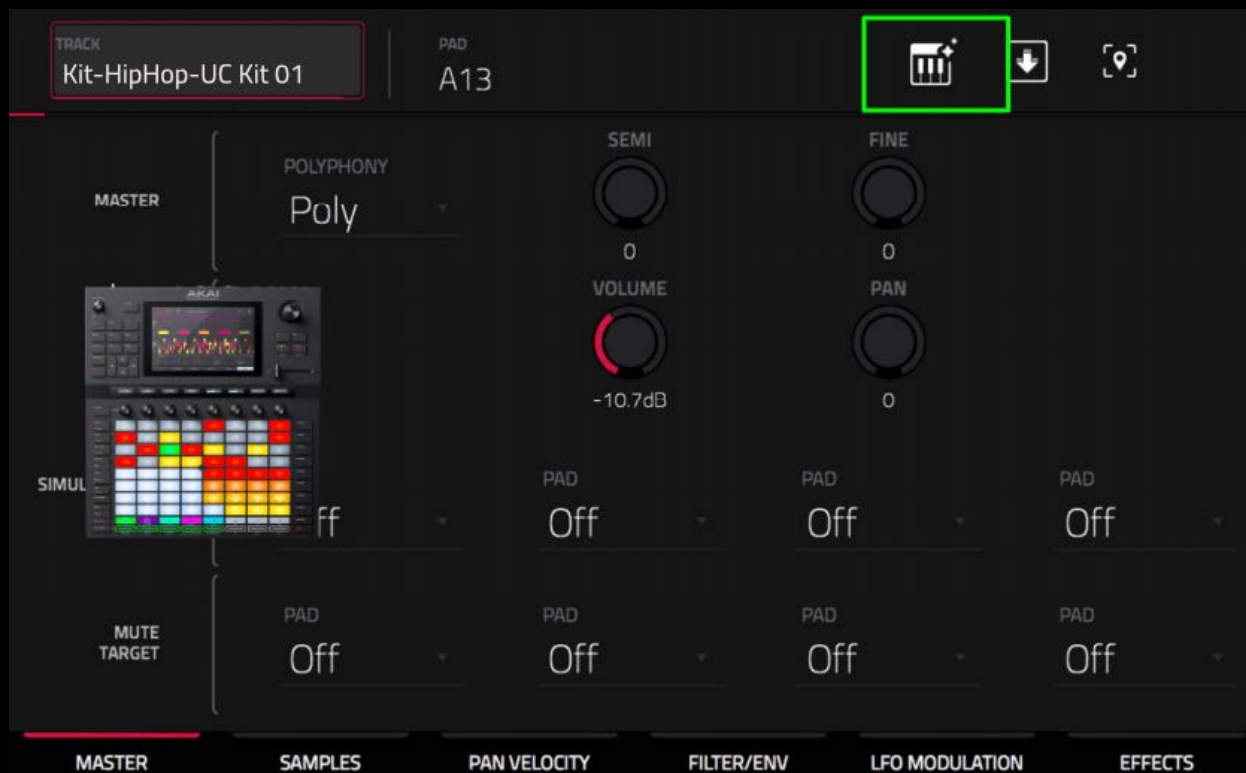 TRACK
Kit-HipHop-UC Kit 01
PAD
A13
MASTER
POLYPHONY
Poly
SEMI
0
FINE
0
VOLUME
-10.7dB
PAN
0
AKAI
SIMUL
ff
PAD
Off
PAD
Off
PAD
Off
MUTE
TARGET
PAD
Off
PAD
Off
PAD
Off
PAD
Off
MASTER SAMPLES PAN VELOCITY FILTER/ENV LFO MODULATION EFFECTS